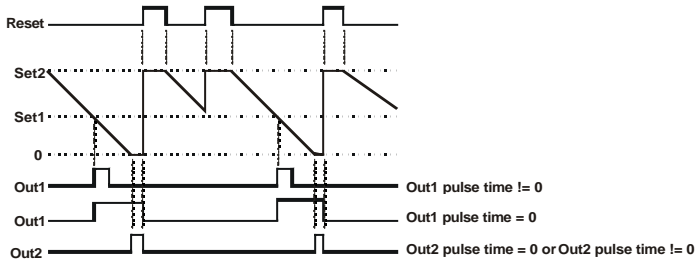 Reset
Set2
Set1
0
Out1 Out1 pulse time != 0
Out1 Out1 pulse time = 0
Out2 Out2 pulse time = 0 or Out2 pulse time != 0